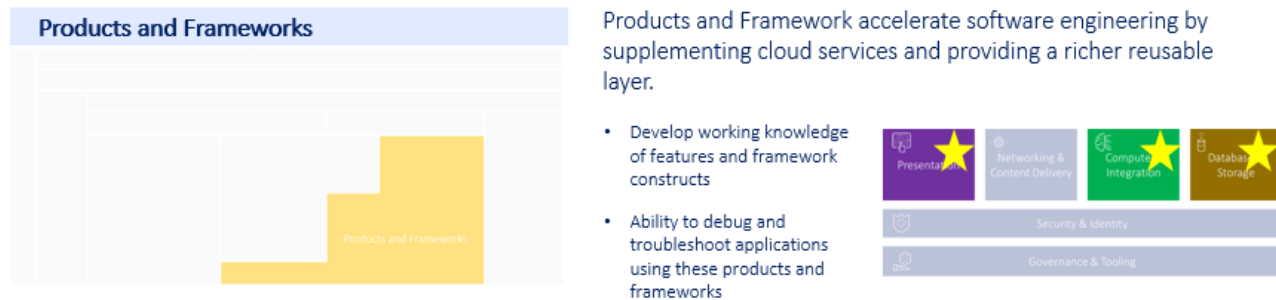 Products and Frameworks
Products and Frameworks
Products and Framework accelerate software engineering by
supplementing cloud services and providing a richer reusable
layer.
• Develop working knowledge
of features and framework
constructs
• Ability to debug and
troubleshoot applications
using these products and
frameworks
Networking &
Content Delivery
Integration
Storage
Security & Identity
Governance & Tooling